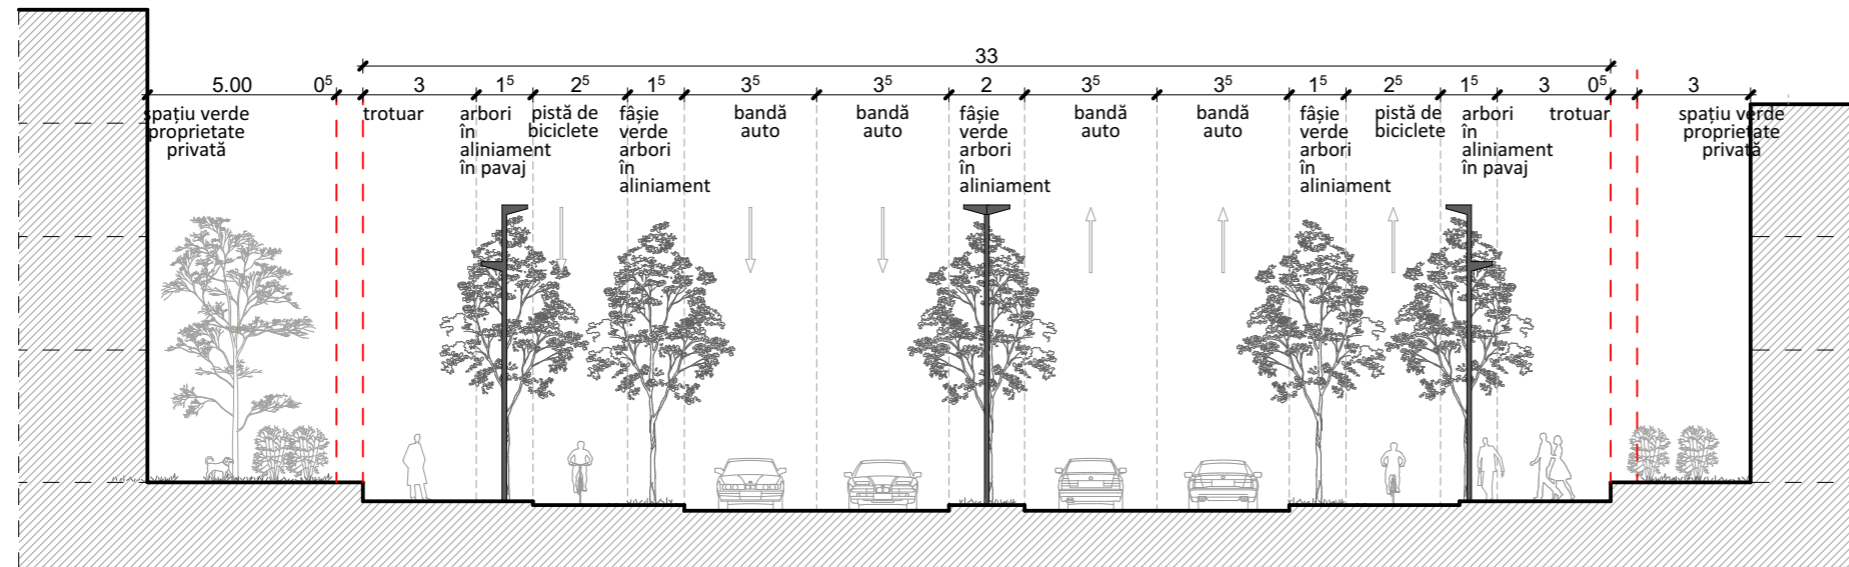 33
5.00 0⁵ 3 1⁵ 2⁵ 1⁵ 3⁵ 3⁵ 2 3⁵ 3⁵ 1⁵ 2⁵ 1⁵ 3 0⁵ 3
spațiu verde
proprietate
privată
trotuar
arbori
în
aliniament
în pavaj
pistă de
biciclete
fâșie
verde
arbori
în
aliniament
bandă
auto
bandă
auto
fâșie
verde
arbori
în
aliniament
bandă
auto
bandă
auto
fâșie
verde
arbori
în
aliniament
pistă de
biciclete
arbori
în
aliniament
în pavaj
trotuar
spațiu verde
proprietate
privată